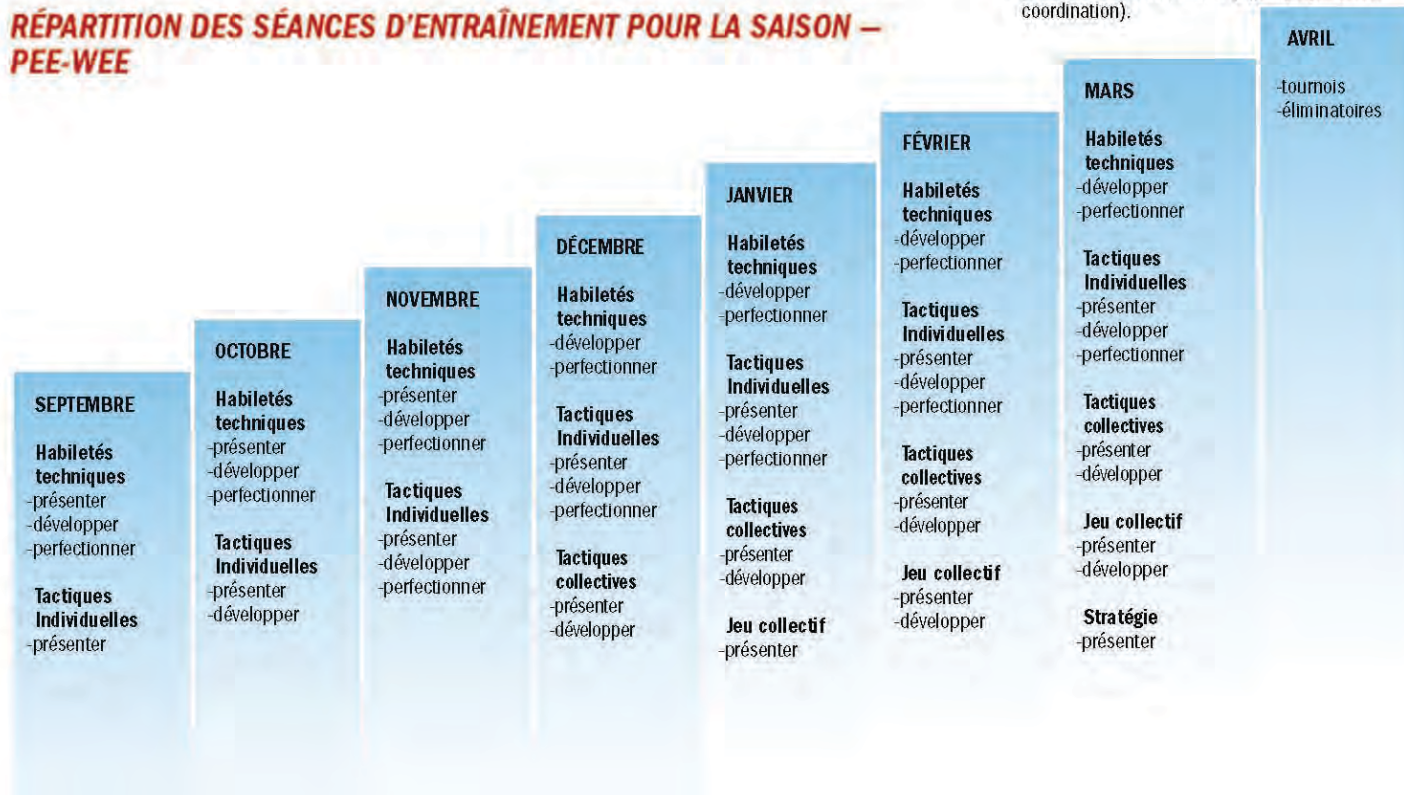 coordination).
RÉPARTITION DES SÉANCES D'ENTRAÎNEMENT POUR LA SAISON –
PEE-WEE
SEPTEMBRE
Habiletés
techniques
-présenter
-développer
-perfectionner
Tactiques
Individuelles
-présenter
OCTOBRE
Habiletés
techniques
-présenter
-développer
-perfectionner
Tactiques
Individuelles
-présenter
-développer
NOVEMBRE
Habiletés
techniques
-présenter
-développer
-perfectionner
Tactiques
Individuelles
-présenter
-développer
-perfectionner
DÉCEMBRE
Habiletés
techniques
-développer
-perfectionner
Tactiques
Individuelles
-présenter
-développer
-perfectionner
Tactiques
collectives
-présenter
-développer
JANVIER
Habiletés
techniques
-développer
-perfectionner
Tactiques
Individuelles
-présenter
-développer
-perfectionner
Tactiques
collectives
-présenter
-développer
Jeu collectif
-présenter
FÉVRIER
Habiletés
techniques
-développer
-perfectionner
Tactiques
Individuelles
-présenter
-développer
-perfectionner
Tactiques
collectives
-présenter
-développer
Jeu collectif
-présenter
-développer
MARS
Habiletés
techniques
-développer
-perfectionner
Tactiques
Individuelles
-présenter
-développer
-perfectionner
Tactiques
collectives
-présenter
-développer
Jeu collectif
-présenter
-développer
Stratégie
-présenter
AVRIL
-tournois
-éliminatoires